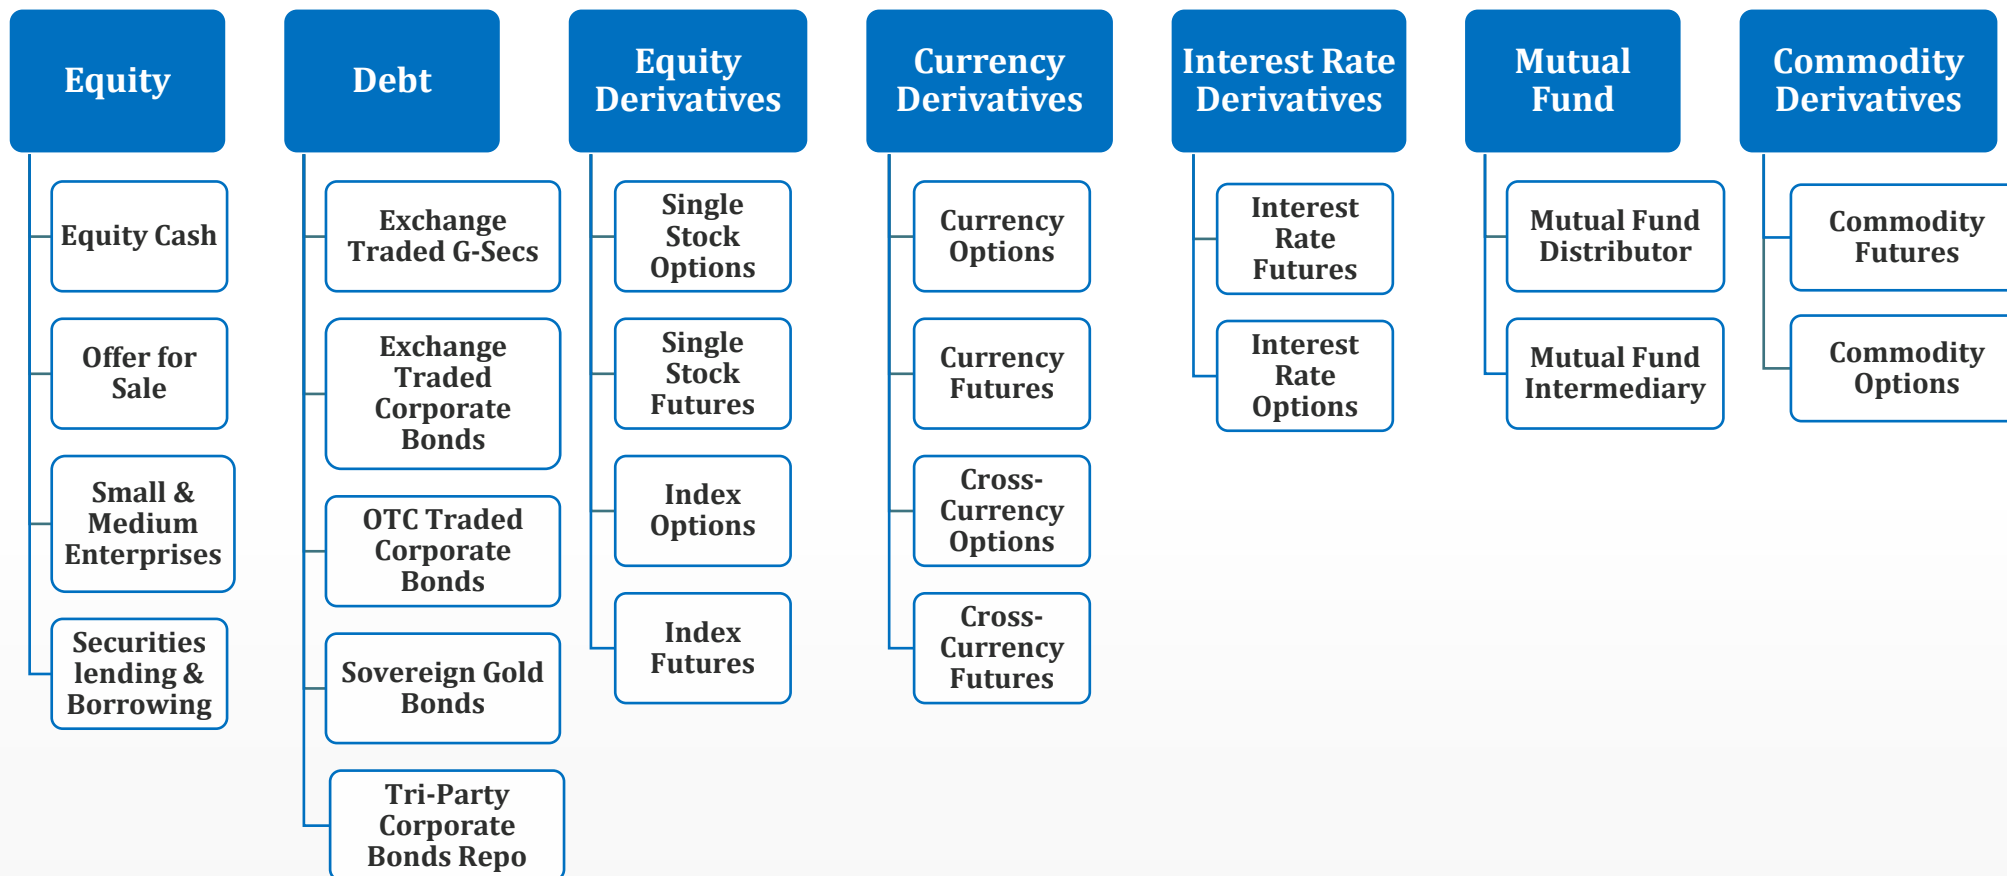 Equity
Equity Cash
Offer for
Sale
Small &
Medium
Enterprises
Securities
lending &
Borrowing
Debt
Exchange
Traded G-Secs
Exchange
Traded
Corporate
Bonds
OTC Traded
Corporate
Bonds
Sovereign Gold
Bonds
Tri-Party
Corporate
Bonds Repo
Equity
Derivatives
Single
Stock
Options
Single
Stock
Futures
Index
Options
Index
Futures
Currency
Derivatives
Currency
Options
Currency
Futures
Cross-
Currency
Options
Cross-
Currency
Futures
Interest Rate
Derivatives
Interest
Rate
Futures
Interest
Rate
Options
Mutual
Fund
Mutual Fund
Distributor
Mutual Fund
Intermediary
Commodity
Derivatives
Commodity
Futures
Commodity
Options